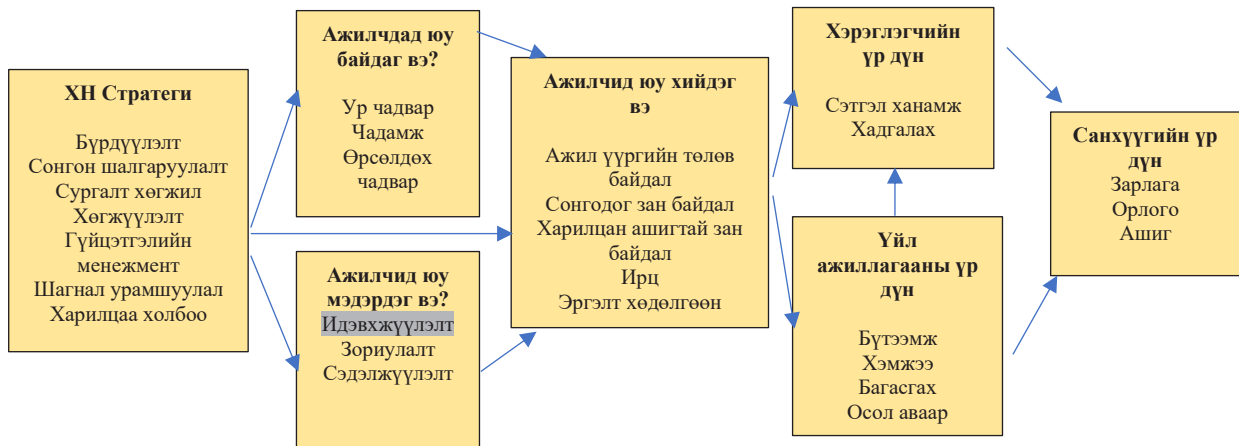 ХН Стратеги
Бүрдүүлэлт
Сонгон шалгаруулалт
Сургалт хөгжил
Хөгжүүлэлт
Гүйцэтгэлийн
менежмент
Шагнал урамшуулал
Харилцаа холбоо
Ажилчдад юу
байдаг вэ?
Ур чадвар
Чадамж
Өрсөлдөх
чадвар
Ажилчид юу
мэдэрдэг вэ?
Идэвхжүүлэлт
Зориулалт
Сэдэлжүүлэлт
Ажилчид юу хийдэг
вэ
Ажил үүргийн төлөв
байдал
Сонгодог зан байдал
Харилцан ашигтай зан
байдал
Ирц
Эргэлт хөдөлгөөн
Хэрэглэгчийн
үр дүн
Сэтгэл ханамж
Хадгалах
Үйл
ажиллагааны үр
дүн
Бүтээмж
Хэмжээ
Багасгах
Осол аваар
Санхүүгийн үр
дүн
Зарлага
Орлого
Ашиг